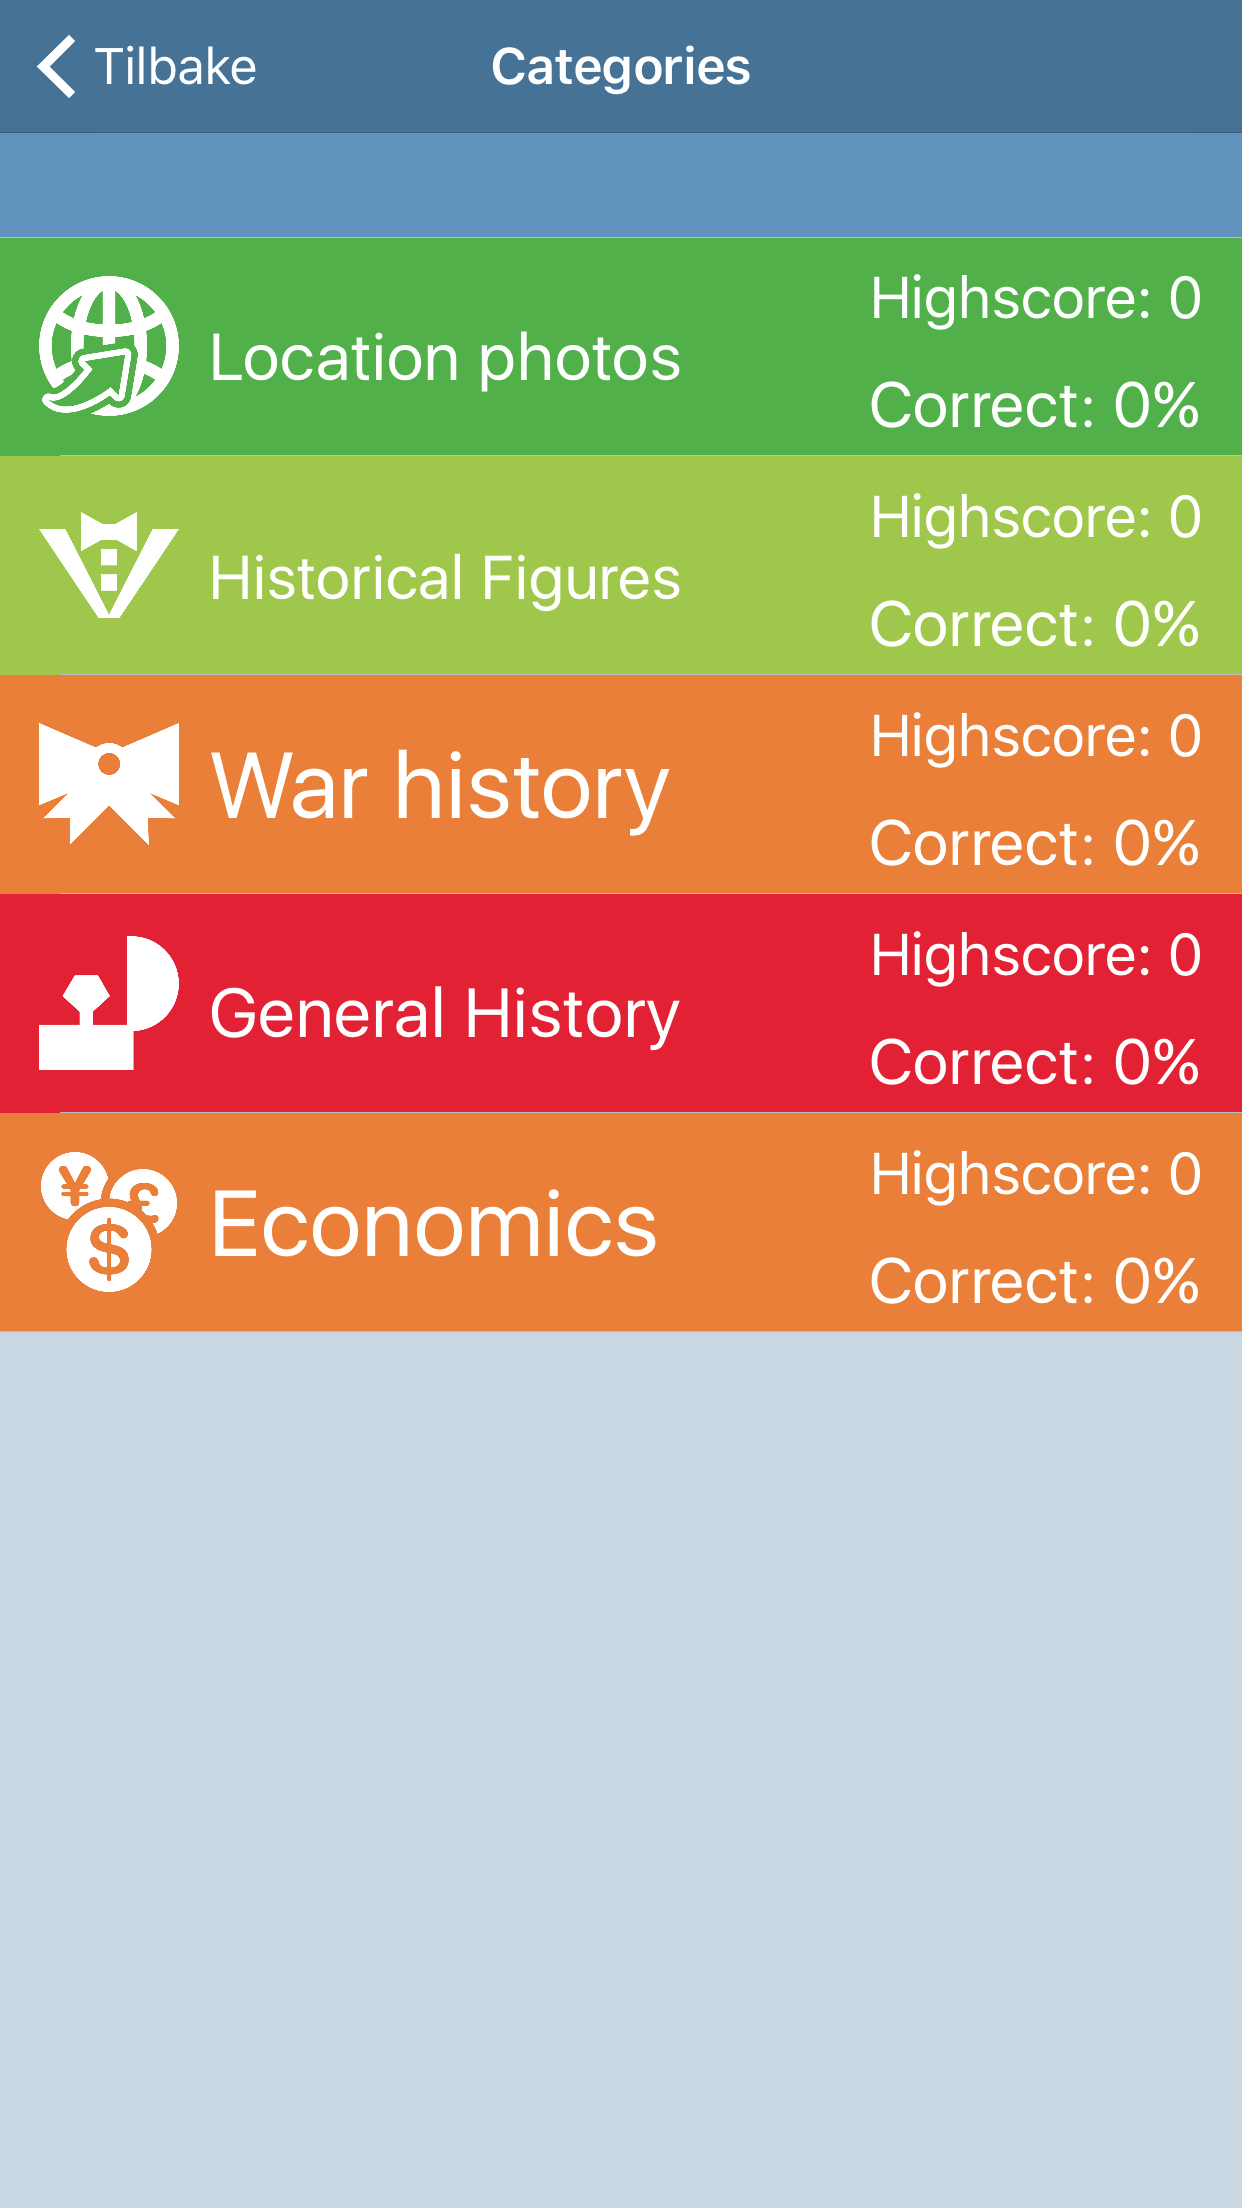 Tilbake
Categories
Location photos
Highscore: 0
Correct: 0%
Historical Figures
Highscore: 0
Correct: 0%
War history
Highscore: 0
Correct: 0%
General History
Highscore: 0
Correct: 0%
¥ £ $
Economics
Highscore: 0
Correct: 0%